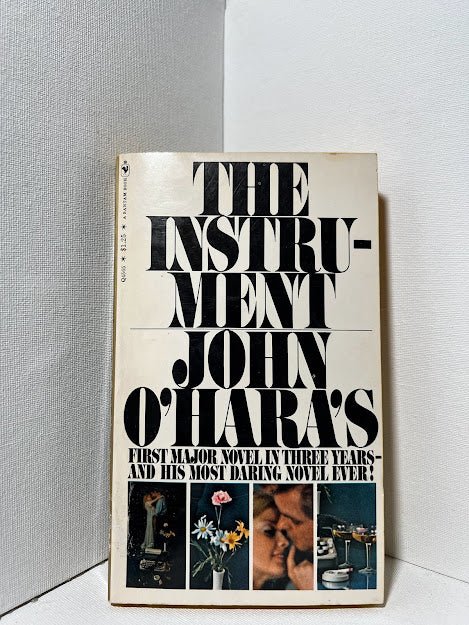 THE
INSTRU-
MENT
JOHN
O'HARA'S
FIRST MAJOR NOVEL IN THREE YEARS–
AND HIS MOST DARING NOVEL EVER!
Q4665 ★ $1.25 ★ A BANTAM BOOK